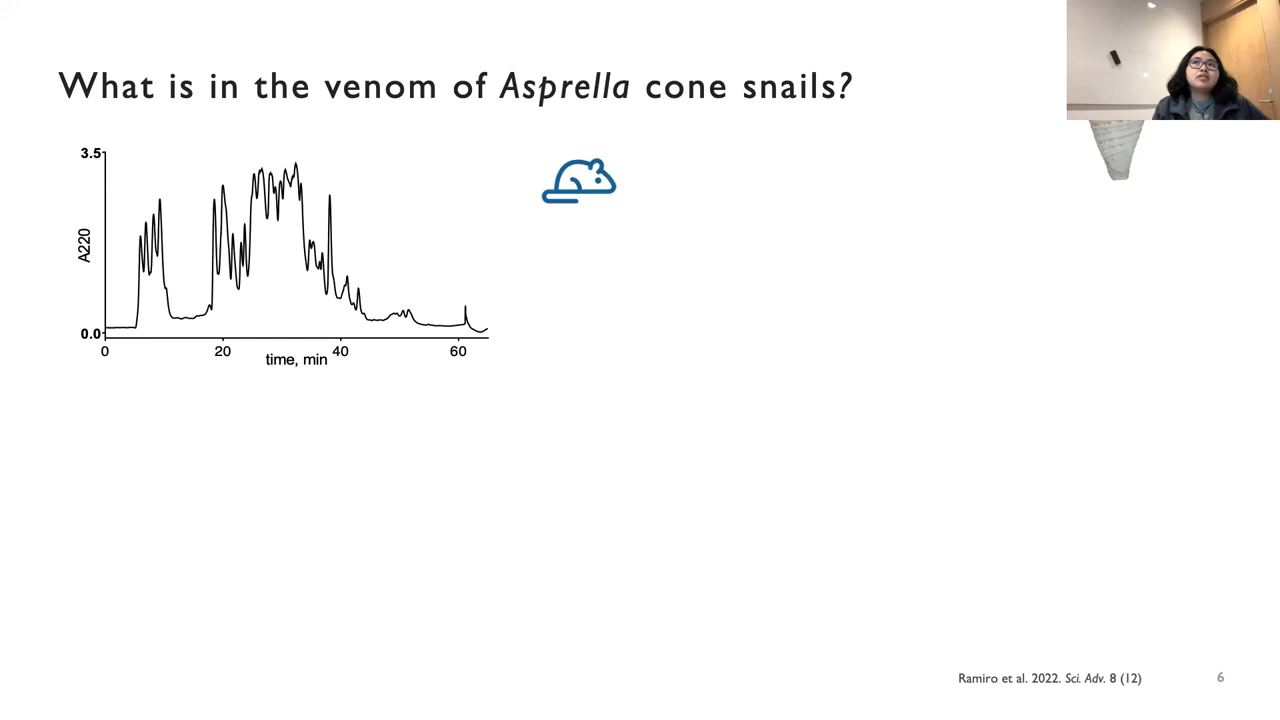 What is in the venom of Asprella cone snails?
3.5
A220
0.0
0 20 40 60
time, min
Ramiro et al. 2022. Sci. Adv. 8 (12)
6